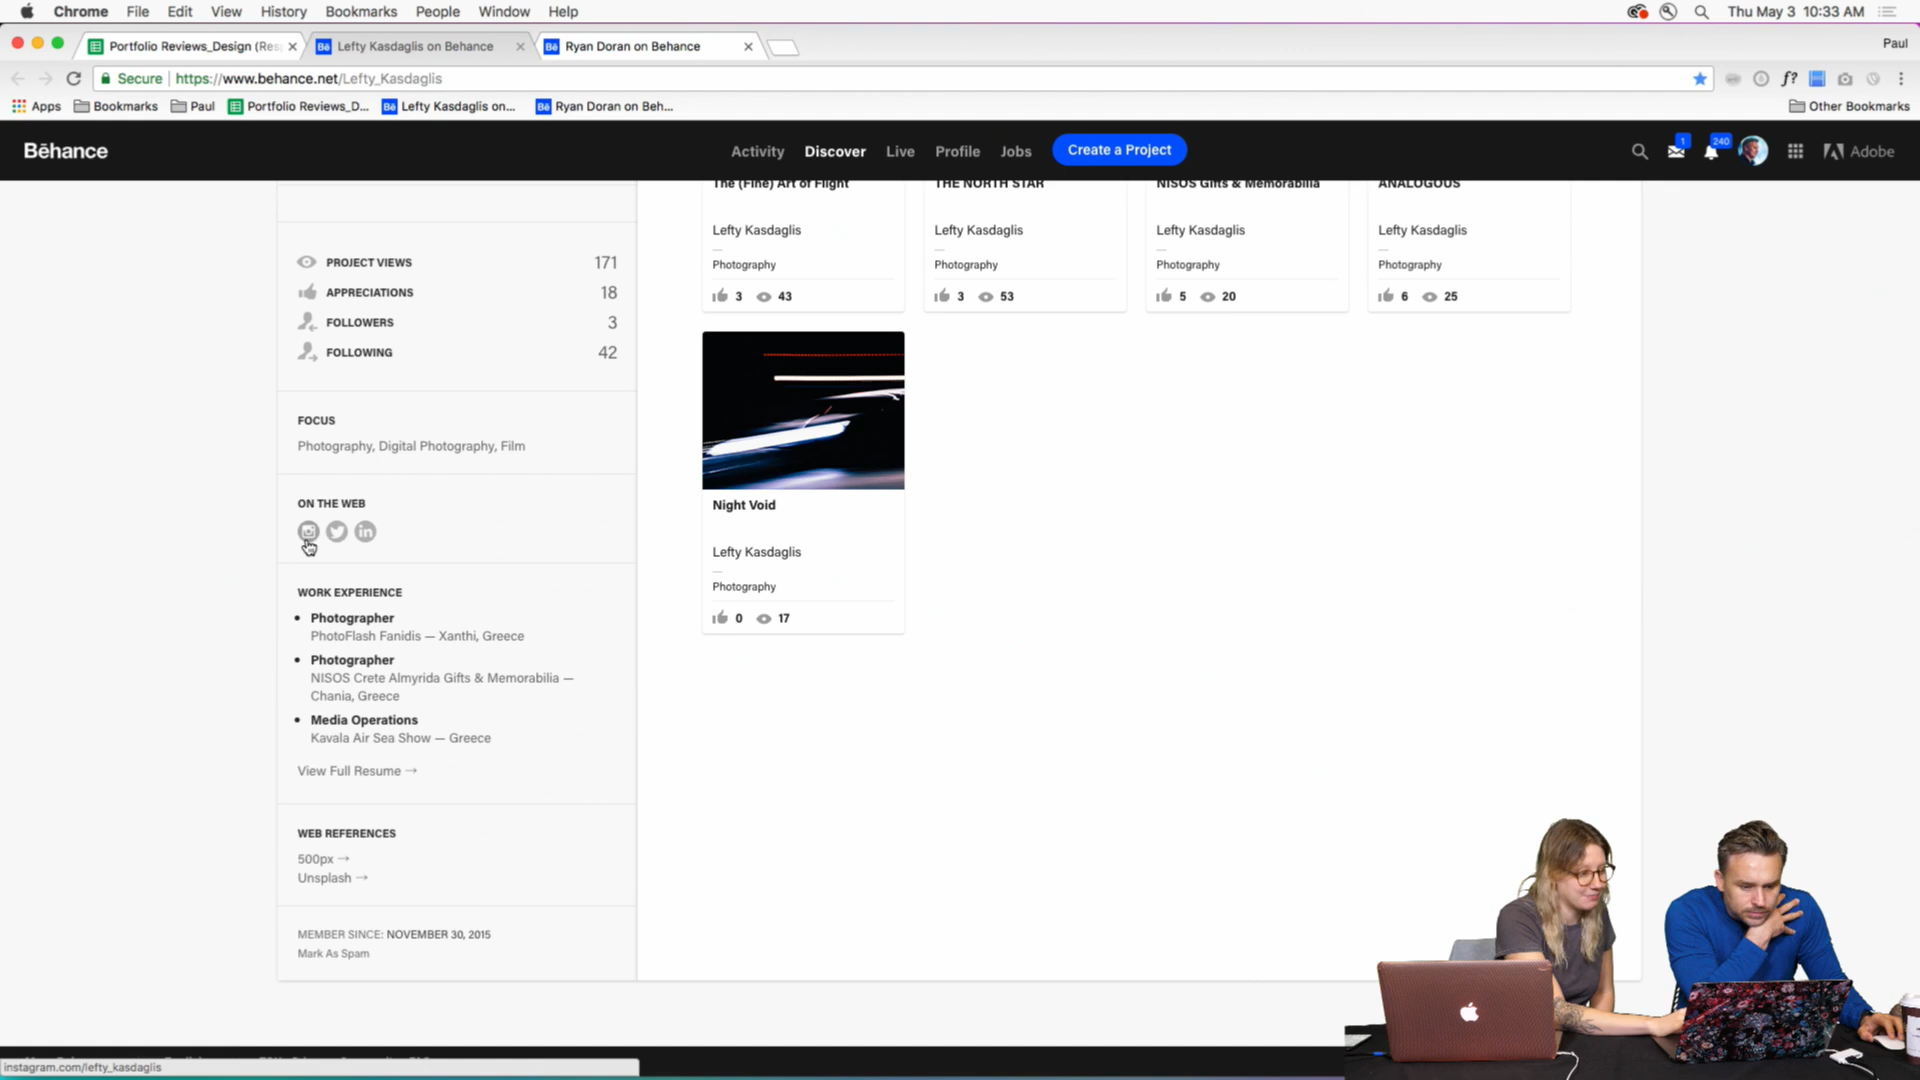 Chrome File Edit View History Bookmarks People Window Help Thu May 3 10:33 AM
Portfolio Reviews_Design (Res Lefty Kasdaglis on Behance Ryan Doran on Behance Paul
Secure https://www.behance.net/Lefty_Kasdaglis f?
Apps Bookmarks Paul Portfolio Reviews_D... Lefty Kasdaglis on... Ryan Doran on Beh... Other Bookmarks
Bēhance Activity Discover Live Profile Jobs Create a Project 1 240 Adobe
The (Fine) Art of Flight THE NORTH STAR NISOS Gifts & Memorabilia ANALOGOUS
Lefty Kasdaglis Lefty Kasdaglis Lefty Kasdaglis Lefty Kasdaglis
Photography Photography Photography Photography
3 43 3 53 5 20 6 25
PROJECT VIEWS 171
APPRECIATIONS 18
FOLLOWERS 3
FOLLOWING 42
FOCUS
Photography, Digital Photography, Film
ON THE WEB
WORK EXPERIENCE
Photographer
PhotoFlash Fanidis — Xanthi, Greece
Photographer
NISOS Crete Almyrida Gifts & Memorabilia —
Chania, Greece
Media Operations
Kavala Air Sea Show — Greece
View Full Resume →
WEB REFERENCES
500px →
Unsplash →
MEMBER SINCE: NOVEMBER 30, 2015
Mark As Spam
Night Void
Lefty Kasdaglis
Photography
0 17
instagram.com/lefty_kasdaglis